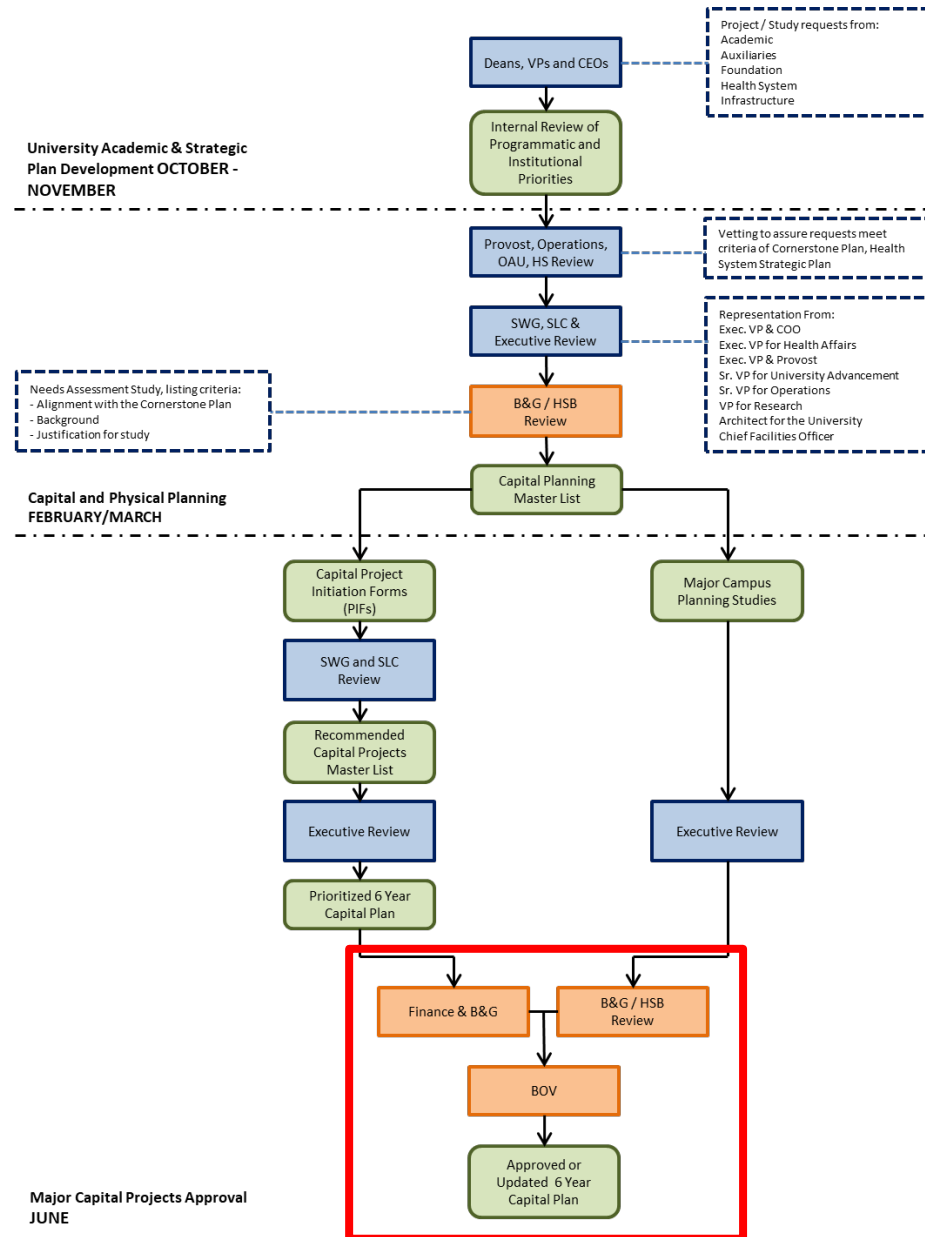 Deans, VPs and CEOs
Project / Study requests from:
Academic
Auxiliaries
Foundation
Health System
Infrastructure
Internal Review of
Programmatic and
Institutional
Priorities
University Academic & Strategic
Plan Development OCTOBER -
NOVEMBER
Provost, Operations,
OAU, HS Review
Vetting to assure requests meet
criteria of Cornerstone Plan, Health
System Strategic Plan
SWG, SLC &
Executive Review
Representation From:
Exec. VP & COO
Exec. VP for Health Affairs
Exec. VP & Provost
Sr. VP for University Advancement
Sr. VP for Operations
VP for Research
Architect for the University
Chief Facilities Officer
Needs Assessment Study, listing criteria:
- Alignment with the Cornerstone Plan
- Background
- Justification for study
B&G / HSB
Review
Capital Planning
Master List
Capital and Physical Planning
FEBRUARY/MARCH
Capital Project
Initiation Forms
(PIFs)
Major Campus
Planning Studies
SWG and SLC
Review
Recommended
Capital Projects
Master List
Executive Review
Executive Review
Prioritized 6 Year
Capital Plan
Finance & B&G
B&G / HSB
Review
BOV
Approved or
Updated 6 Year
Capital Plan
Major Capital Projects Approval
JUNE